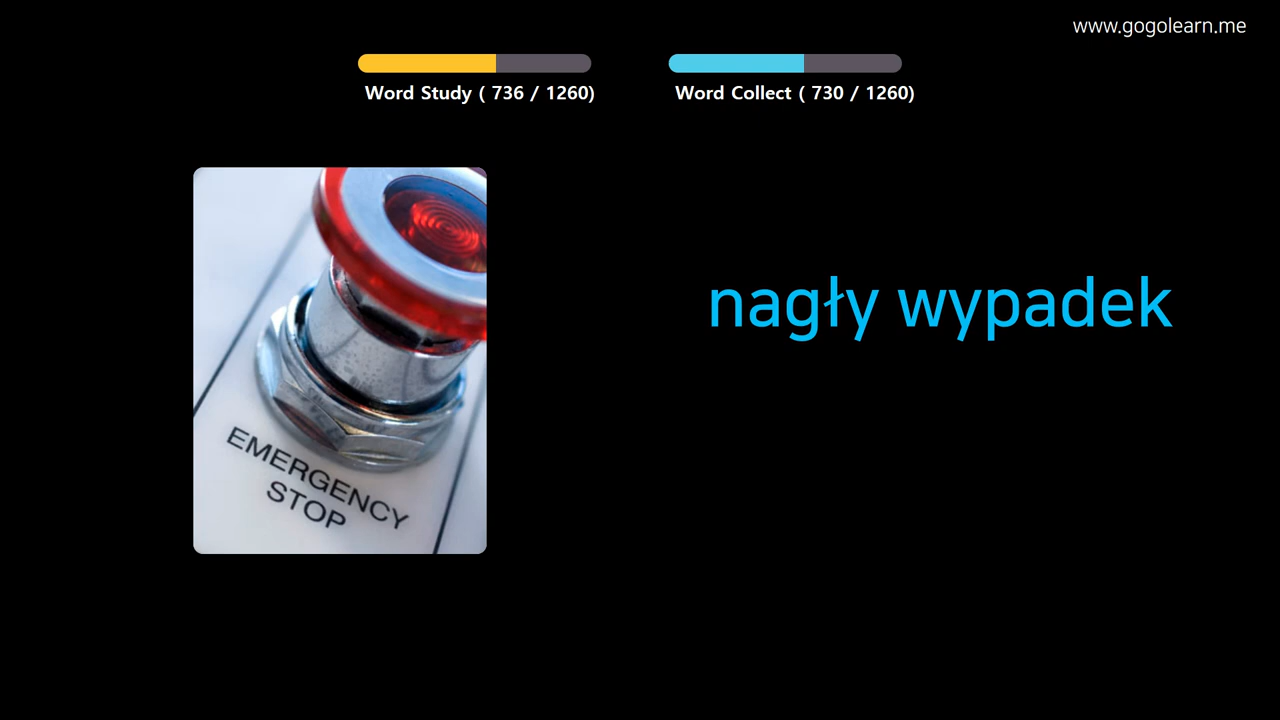 www.gogolearn.me
Word Study ( 736 / 1260)
Word Collect ( 730 / 1260)
nagły wypadek
EMERGENCY
STOP